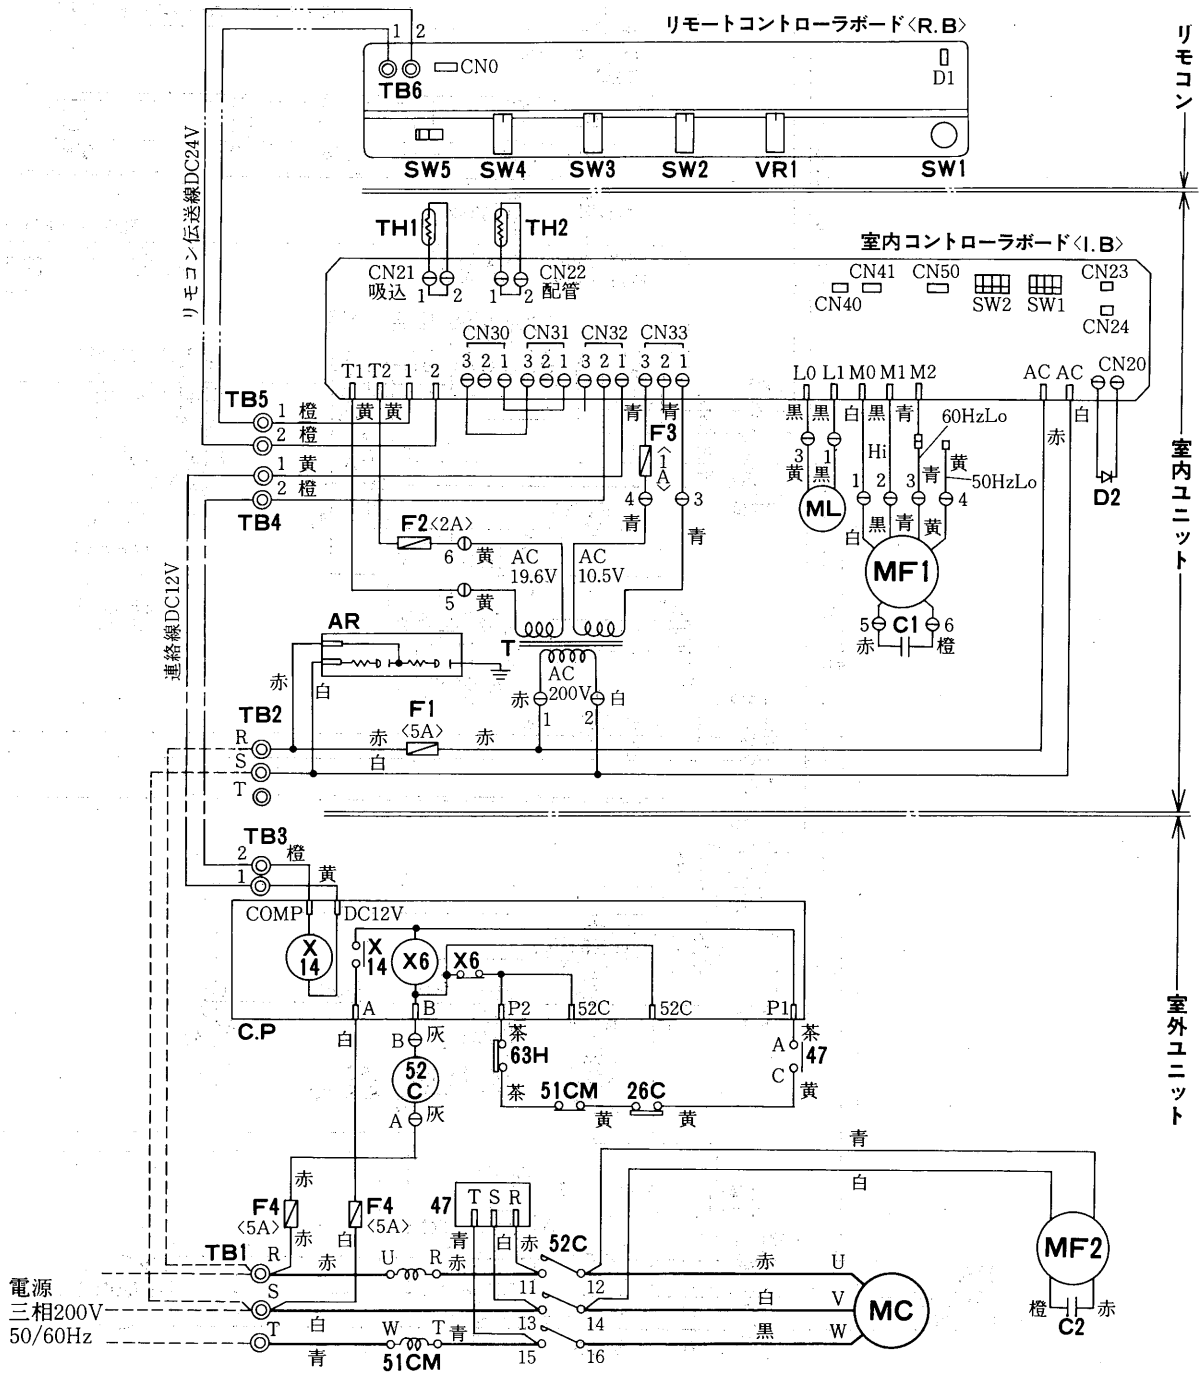 リモートコントローラボード〈R.B〉
1 2
CN0
D1
TB6
SW5 SW4 SW3 SW2 VR1 SW1
リモコン
リモコン伝送線DC24V
TH1 TH2
室内コントローラボード〈I.B〉
CN21
吸込 1 2
CN22
1 2 配管
CN41 CN50 CN23
CN40 SW2 SW1
CN24
CN30 CN31 CN32 CN33
3 2 1 3 2 1 3 2 1 3 2 1
T1 T2 1 2
L0 L1 M0 M1 M2 AC AC CN20
TB5
1 橙 黄 黄
2 橙
1 黄
2 橙
TB4
青 青
F3
〈1A〉
4 3
青 青
黒 黒 白 黒 青
60HzLo
赤 白
3 1
Hi
黄 黒
1 2 3 4
青 黄
50HzLo
D2
ML
白 黒 青 黄
MF1
5 C1 6
赤 橙
室内ユニット
F2〈2A〉
6 黄
AC
19.6V
AC
10.5V
5 黄
連絡線DC12V
AR
T
赤 白
AC
200V
赤 白
1 2
TB2
F1
〈5A〉
R 赤 赤
S 白
T
TB3
2 橙
1 黄
COMP DC12V
X
14
X
14
X6 X6
A B P2 52C 52C P1
C.P
白 B 灰 茶 茶
63H
A 47
C
52
C
茶 51CM 26C 黄
A 灰 黄 黄
室外ユニット
青
白
赤
F4
〈5A〉
F4
〈5A〉
赤 白
47 T S R
青 白 赤 52C
MF2
橙 C2 赤
TB1 R 赤 U R 赤 11 12 赤 U
電源
三相200V
50/60Hz
S 白 13 14 白 V
MC
T 青 W T 青 15 16 黒 W
51CM